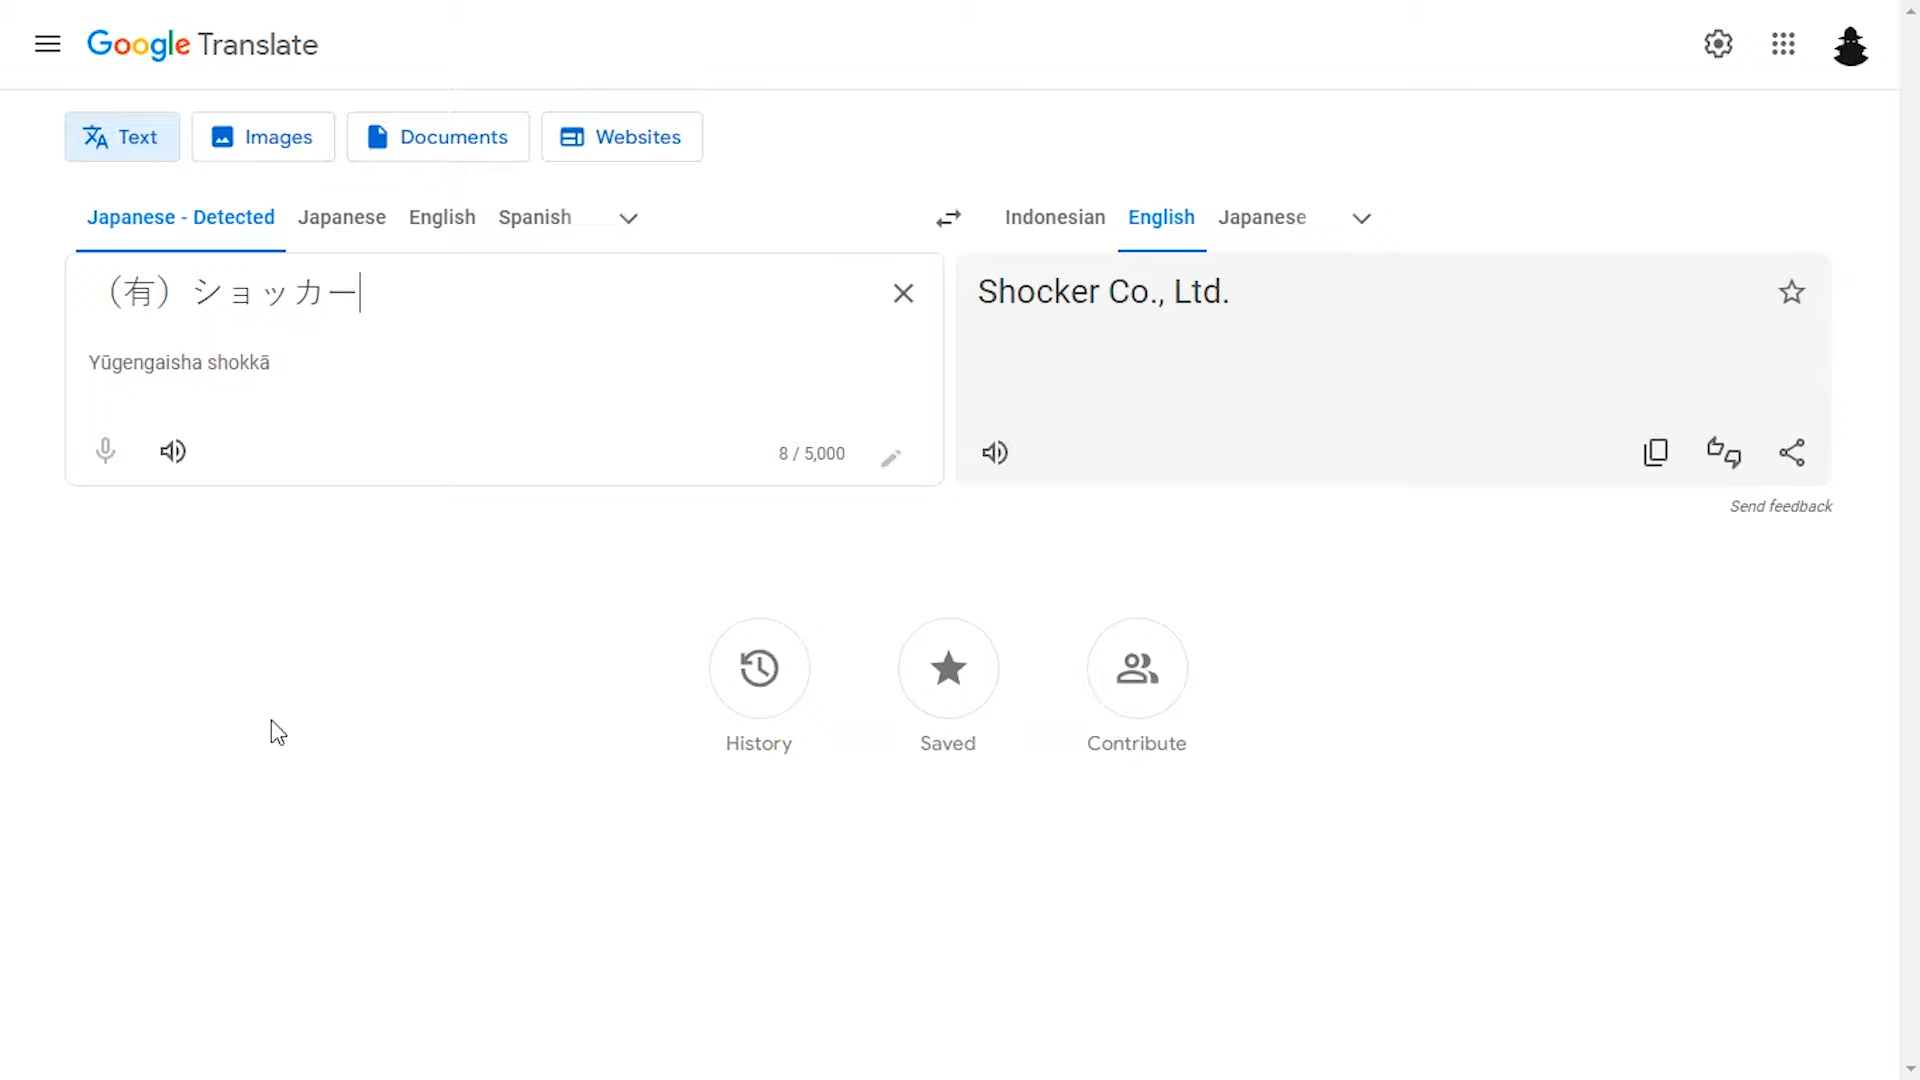 Google Translate
Text
Images
Documents
Websites
Japanese - Detected
Japanese
English
Spanish
Indonesian
English
Japanese
（有）ショッカー
Yūgengaisha shokkā
8 / 5,000
Shocker Co., Ltd.
Send feedback
History
Saved
Contribute